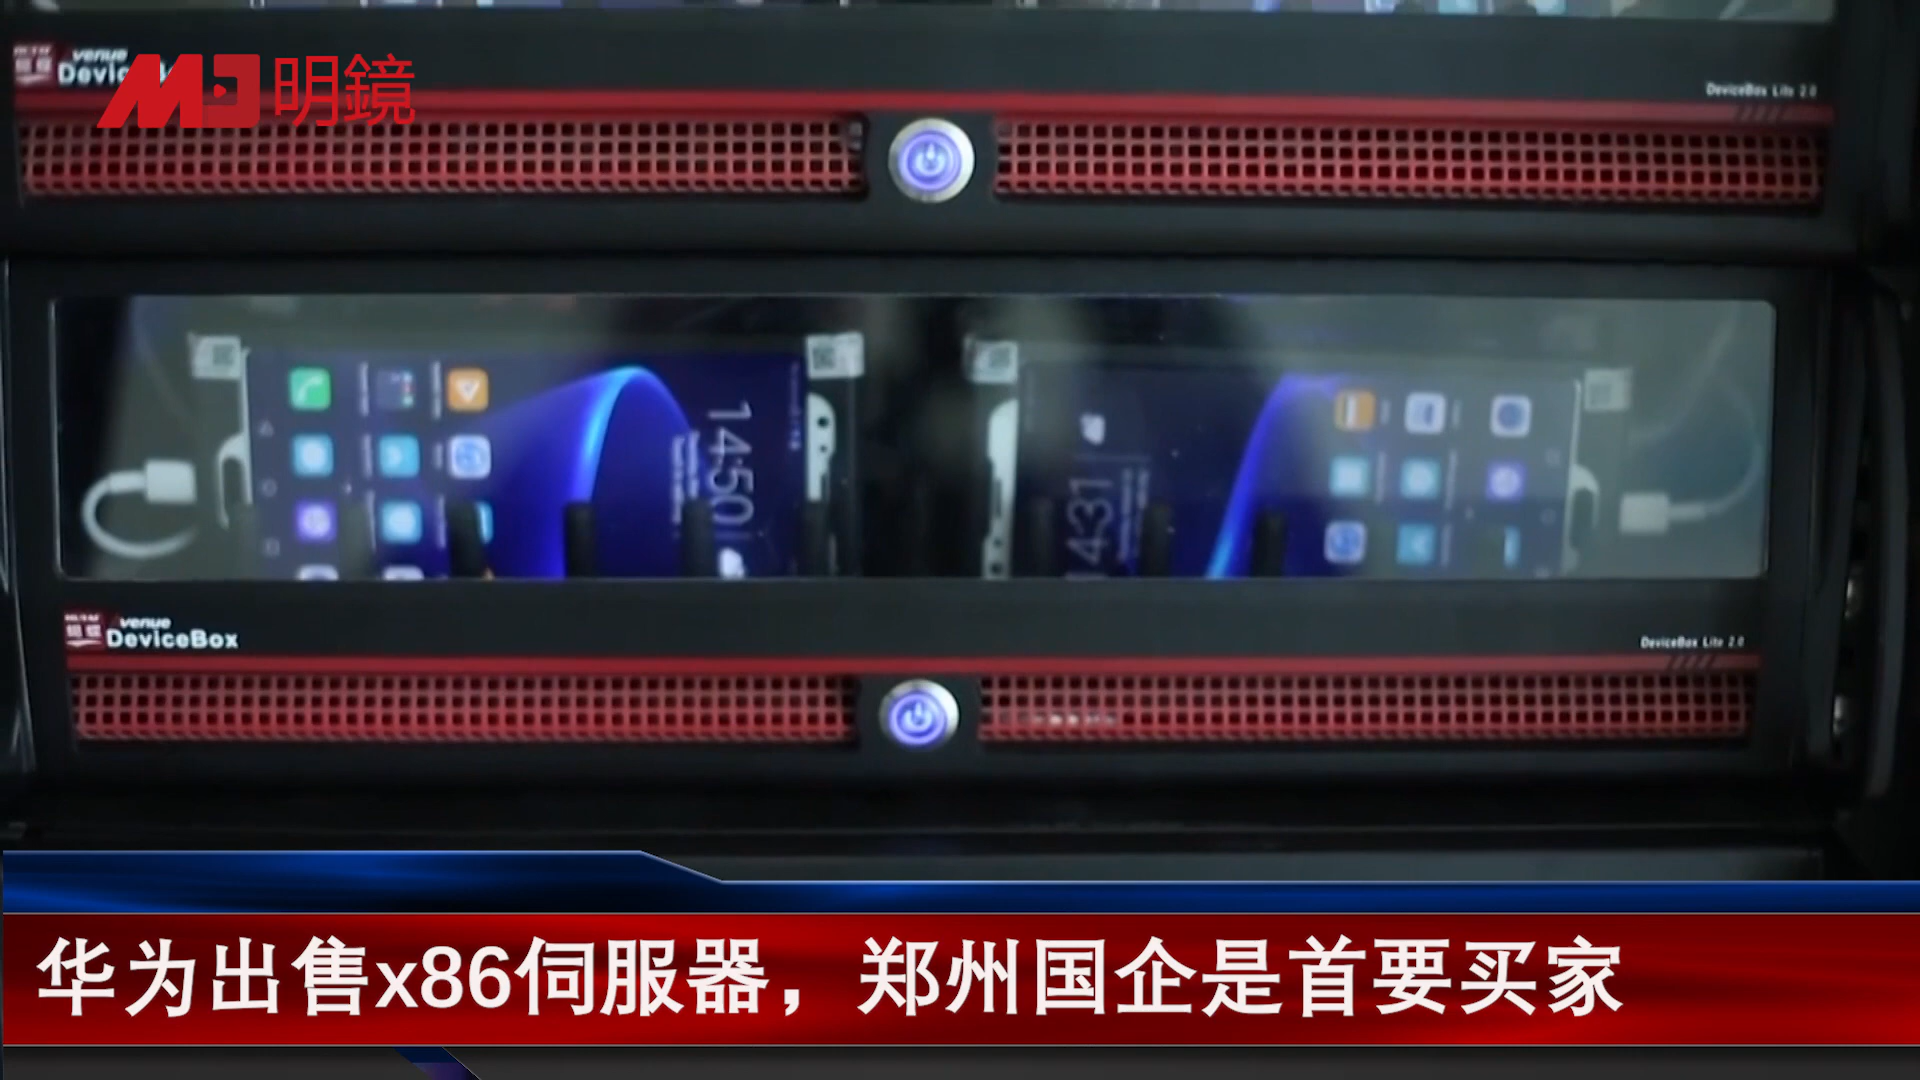 venue
明鏡
DeviceBox Lite 2.0
14:50
venue
DeviceBox
DeviceBox Lite 2.0
华为出售x86伺服器，郑州国企是首要买家